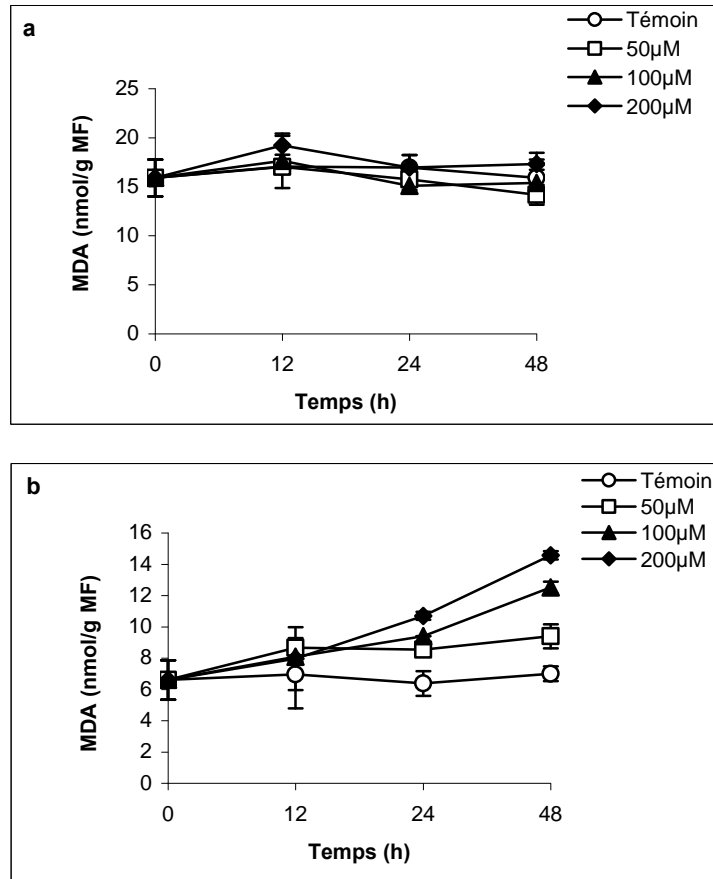 a
Témoin
50µM
100µM
200µM
25
20
15
10
5
0
MDA (nmol/g MF)
0 12 24 48
Temps (h)
b
Témoin
50µM
100µM
200µM
16
14
12
10
8
6
4
2
0
MDA (nmol/g MF)
0 12 24 48
Temps (h)